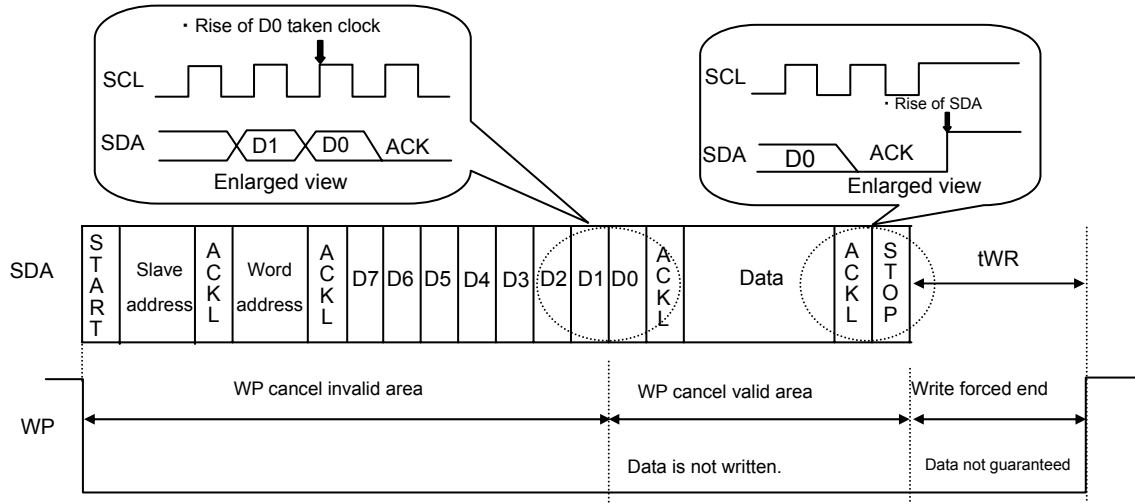 ・ Rise of D0 taken clock
SCL
SDA
D1
D0
ACK
Enlarged view
SCL
・ Rise of SDA
SDA
D0
ACK
Enlarged view
SDA
START
Slave
address
ACKL
Word
address
ACKL
D7
D6
D5
D4
D3
D2
D1
D0
ACKL
Data
ACKL
STOP
tWR
WP
WP cancel invalid area
WP cancel valid area
Write forced end
Data is not written.
Data not guaranteed